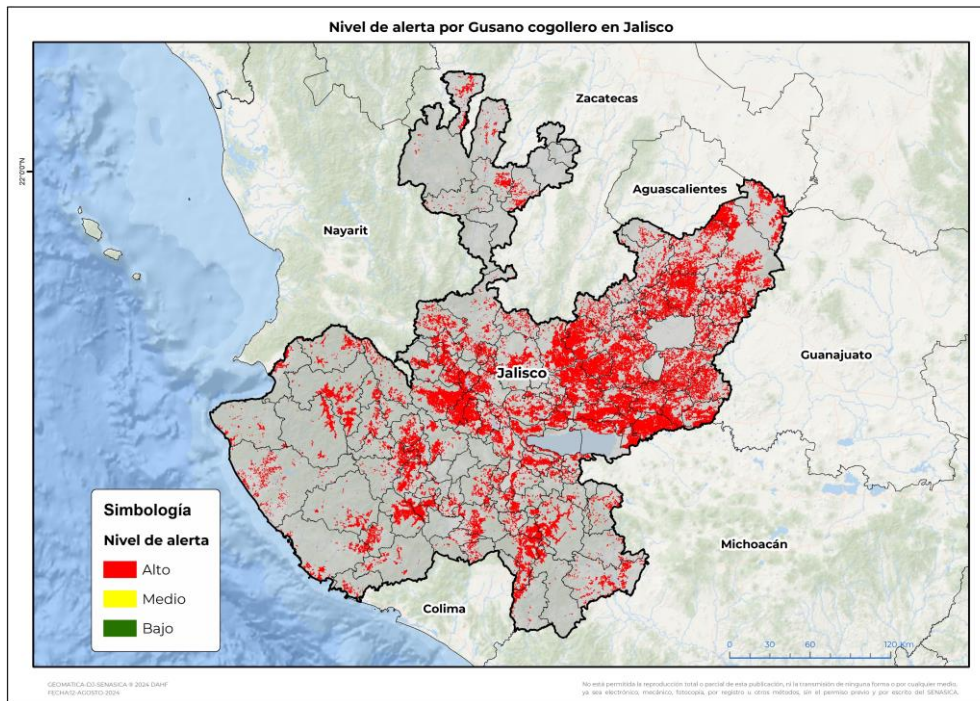 Nivel de alerta por Gusano cogollero en Jalisco
Zacatecas
22°0'0"N
Aguascalientes
Nayarit
Guanajuato
Jalisco
Simbología
Nivel de alerta
Alto
Medio
Bajo
Michoacán
Colima
0 30 60 120 Km
GEOMÁTICA-CO-SENASICA © 2024 DAHF
FECHA:12-AGOSTO-2024
No está permitida la reproducción total o parcial de esta publicación, ni la transmisión de ninguna forma o por cualquier medio,
ya sea electrónico, mecánico, fotocopia, por registro u otros métodos, sin el permiso previo y por escrito del SENASICA.